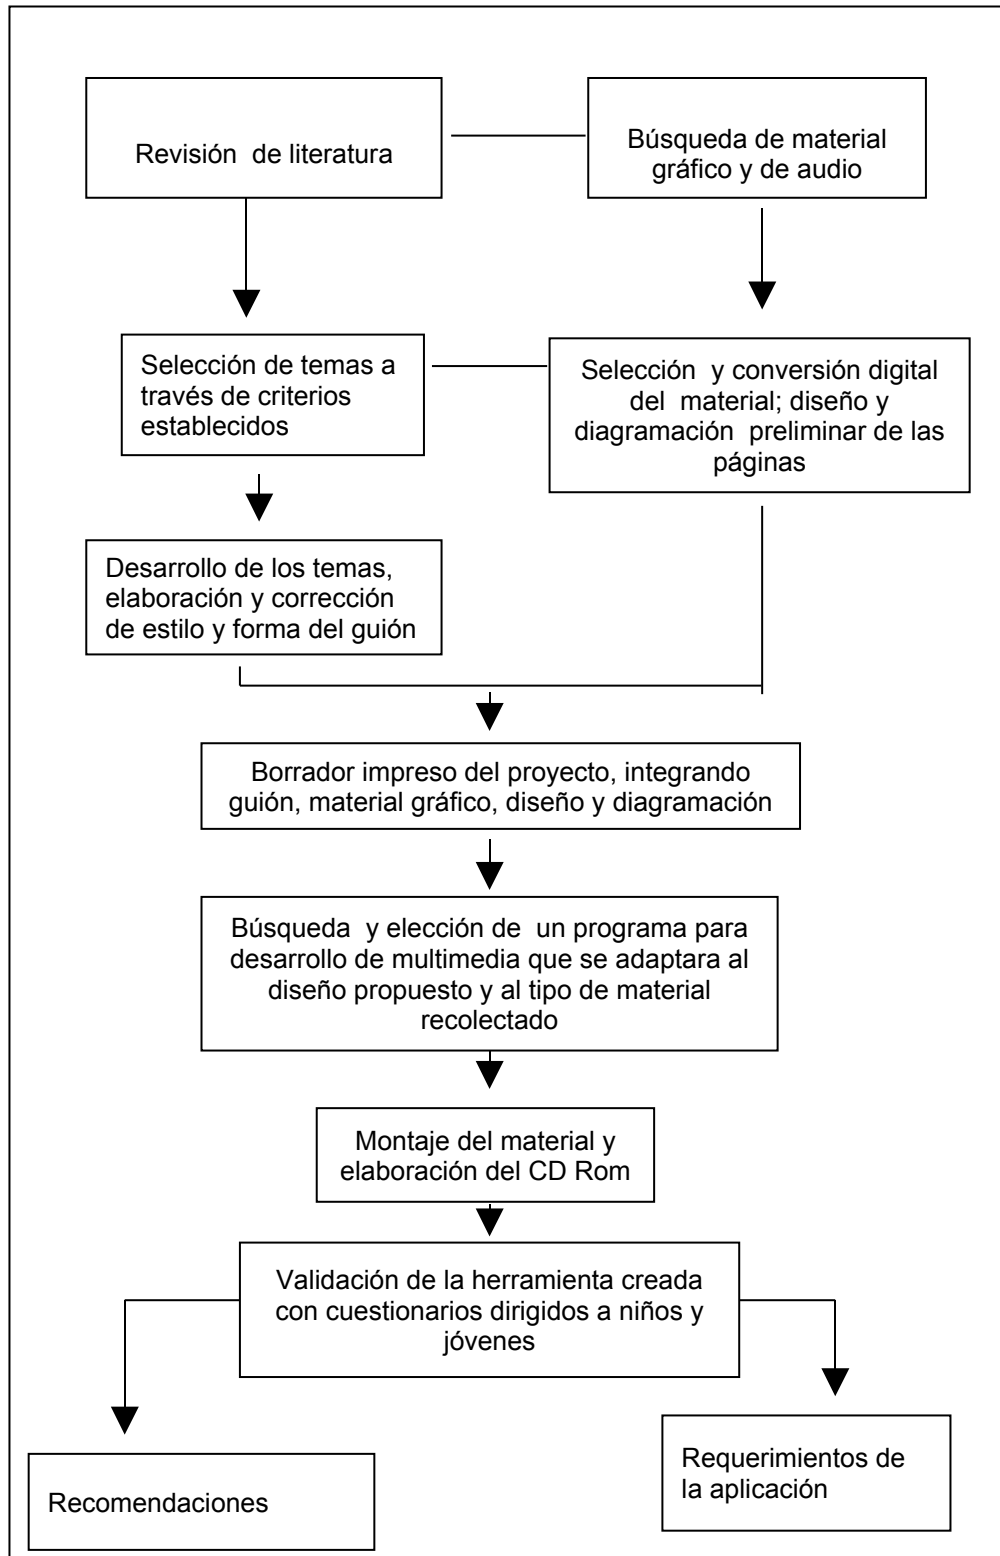 Revisión de literatura
Búsqueda de material
gráfico y de audio
Selección de temas a
través de criterios
establecidos
Selección y conversión digital
del material; diseño y
diagramación preliminar de las
páginas
Desarrollo de los temas,
elaboración y corrección
de estilo y forma del guión
Borrador impreso del proyecto, integrando
guión, material gráfico, diseño y diagramación
Búsqueda y elección de un programa para
desarrollo de multimedia que se adaptara al
diseño propuesto y al tipo de material
recolectado
Montaje del material y
elaboración del CD Rom
Validación de la herramienta creada
con cuestionarios dirigidos a niños y
jóvenes
Recomendaciones
Requerimientos de
la aplicación